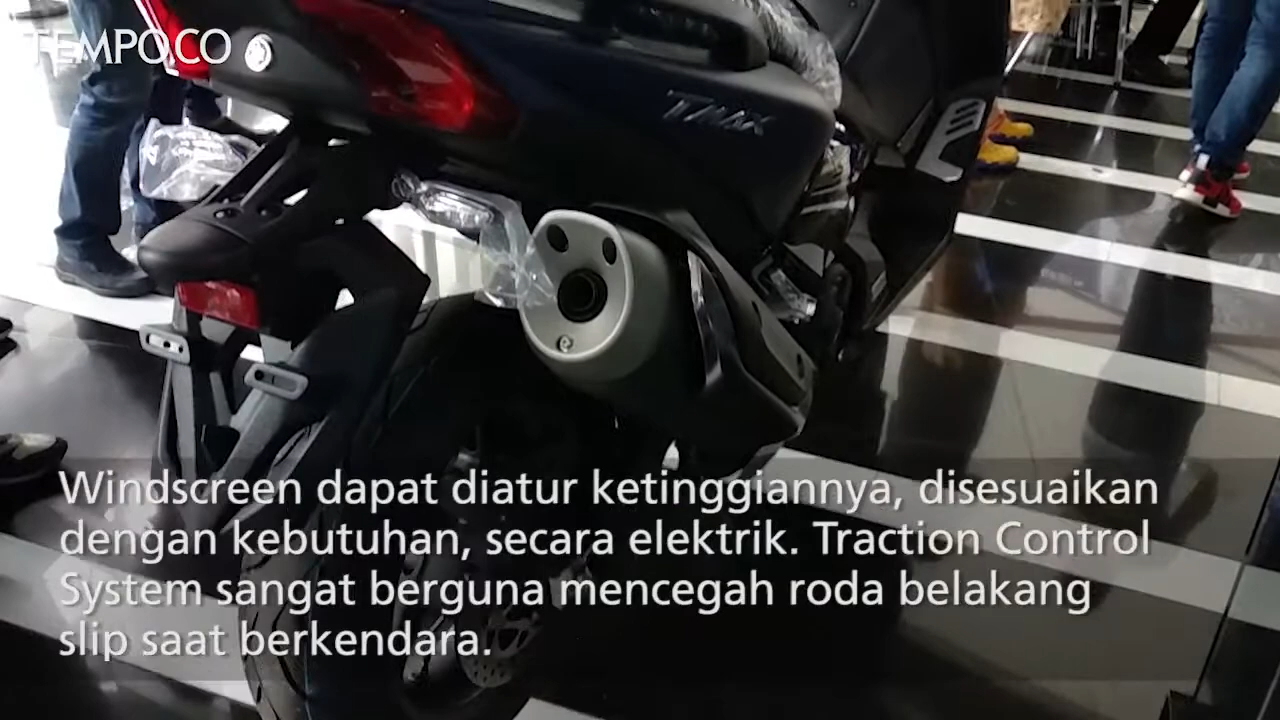 TEMPO.CO
TMAX
Windscreen dapat diatur ketinggiannya, disesuaikan
dengan kebutuhan, secara elektrik. Traction Control
System sangat berguna mencegah roda belakang
slip saat berkendara.